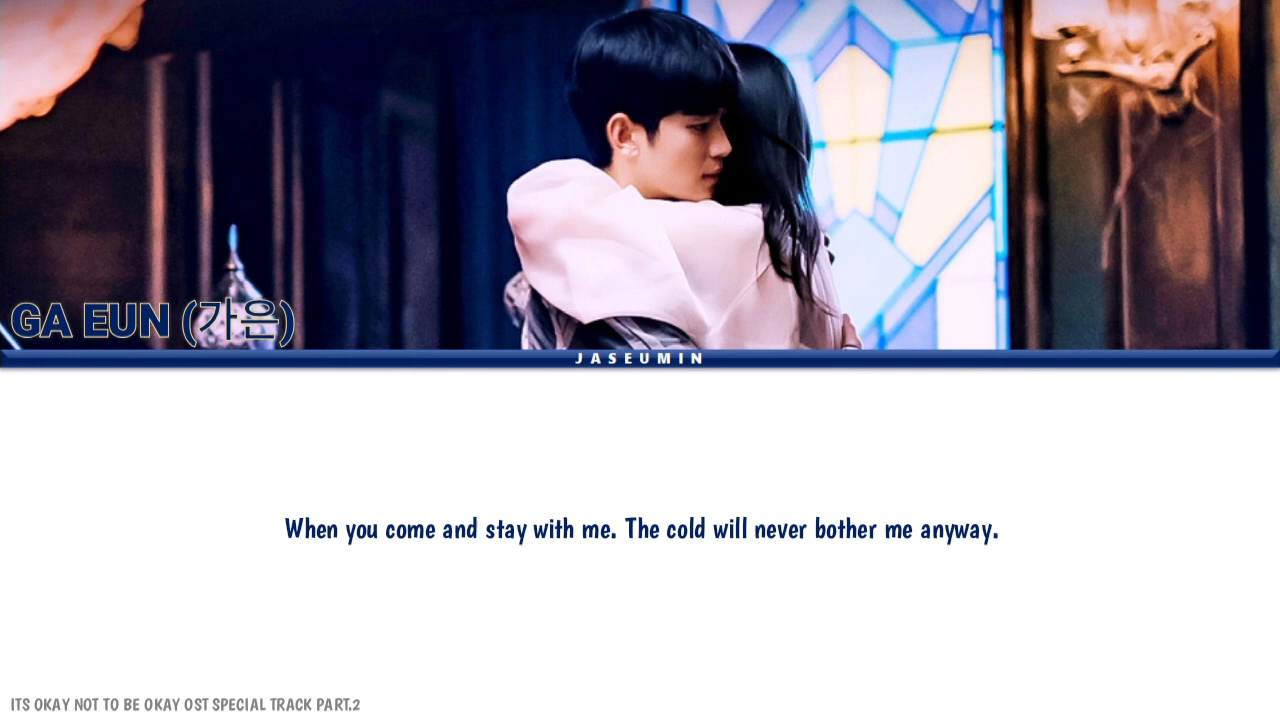 GA EUN (가은)
JASEUMIN
When you come and stay with me. The cold will never bother me anyway.
ITS OKAY NOT TO BE OKAY OST SPECIAL TRACK PART.2